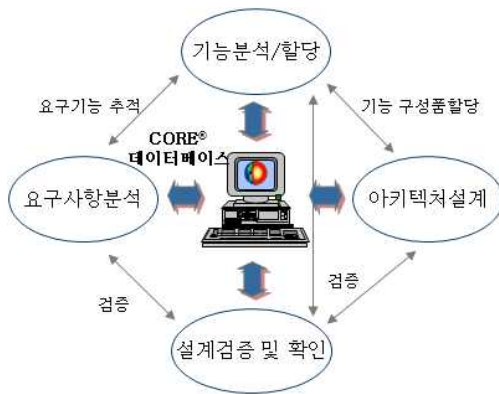 기능분석/할당
요구기능 추적
기능 구성품할당
CORE®
데이터베이스
요구사항분석
아키텍처설계
검증
검증
설계검증 및 확인